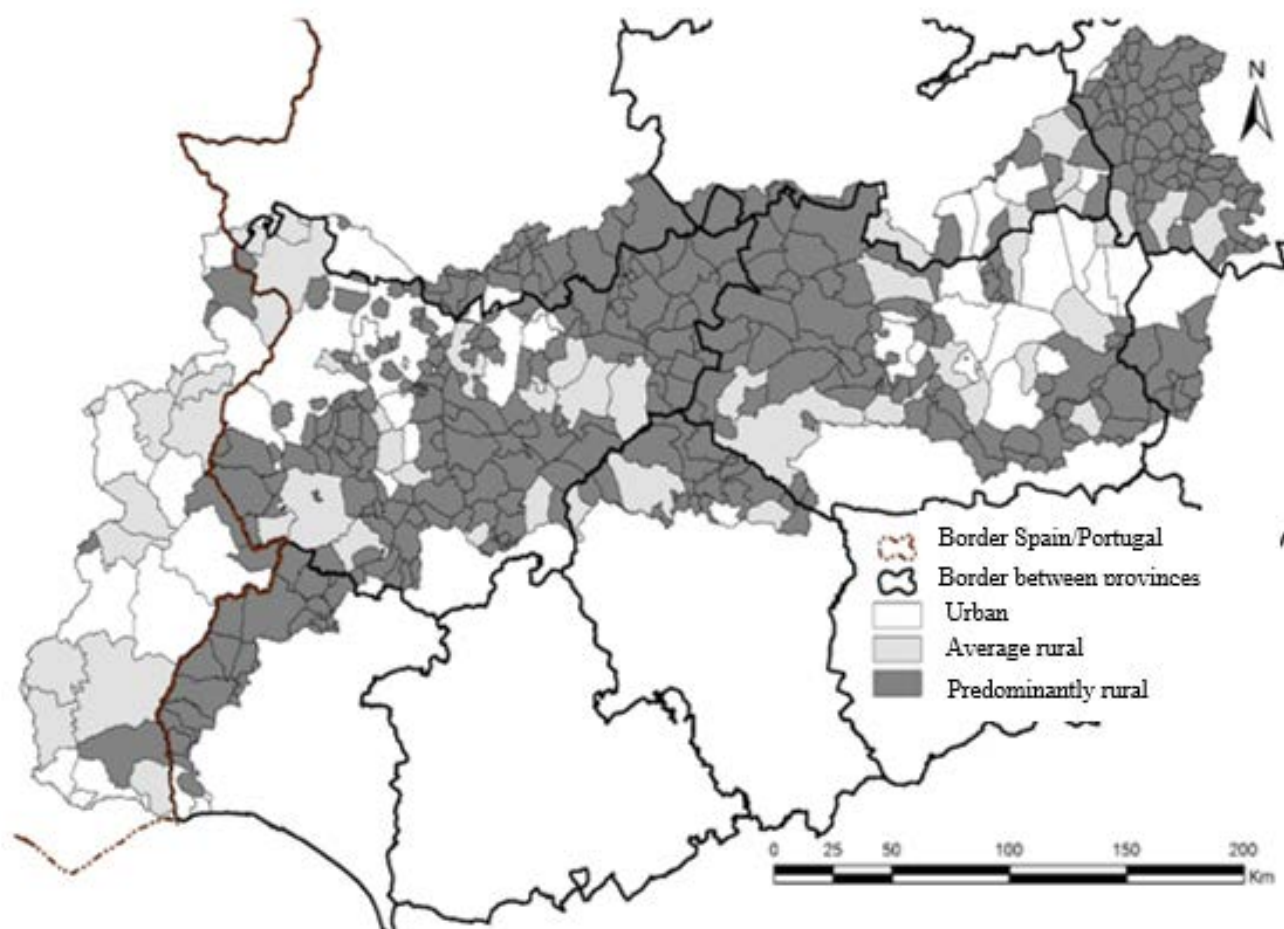 N
Border Spain/Portugal
Border between provinces
Urban
Average rural
Predominantly rural
0 25 50 100 150 200
Km